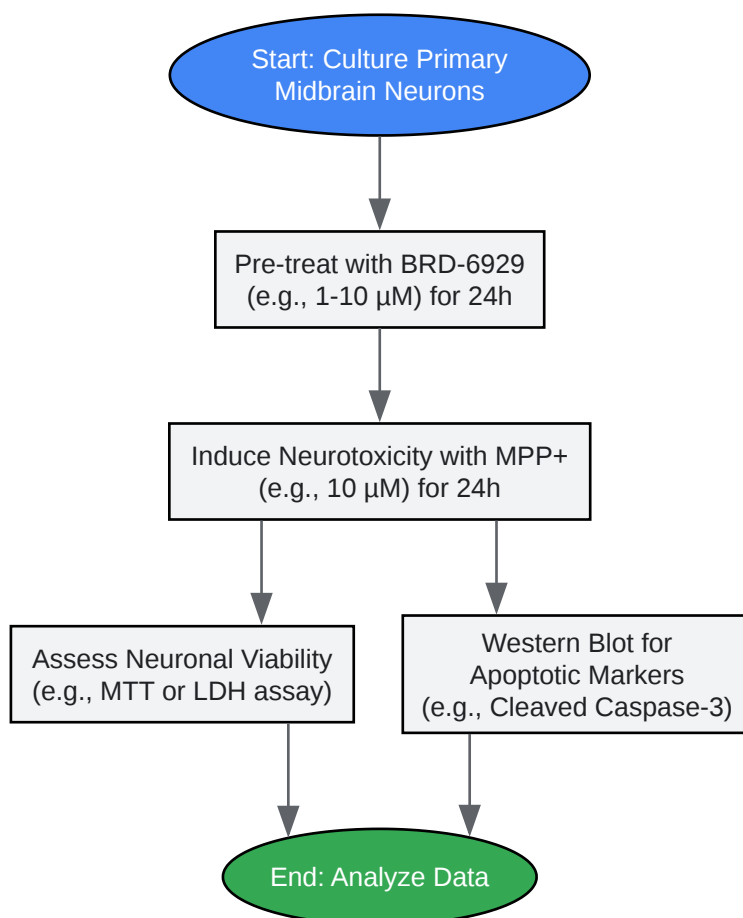 Start: Culture Primary
Midbrain Neurons
Pre-treat with BRD-6929
(e.g., 1-10 µM) for 24h
Induce Neurotoxicity with MPP+
(e.g., 10 µM) for 24h
Assess Neuronal Viability
(e.g., MTT or LDH assay)
Western Blot for
Apoptotic Markers
(e.g., Cleaved Caspase-3)
End: Analyze Data